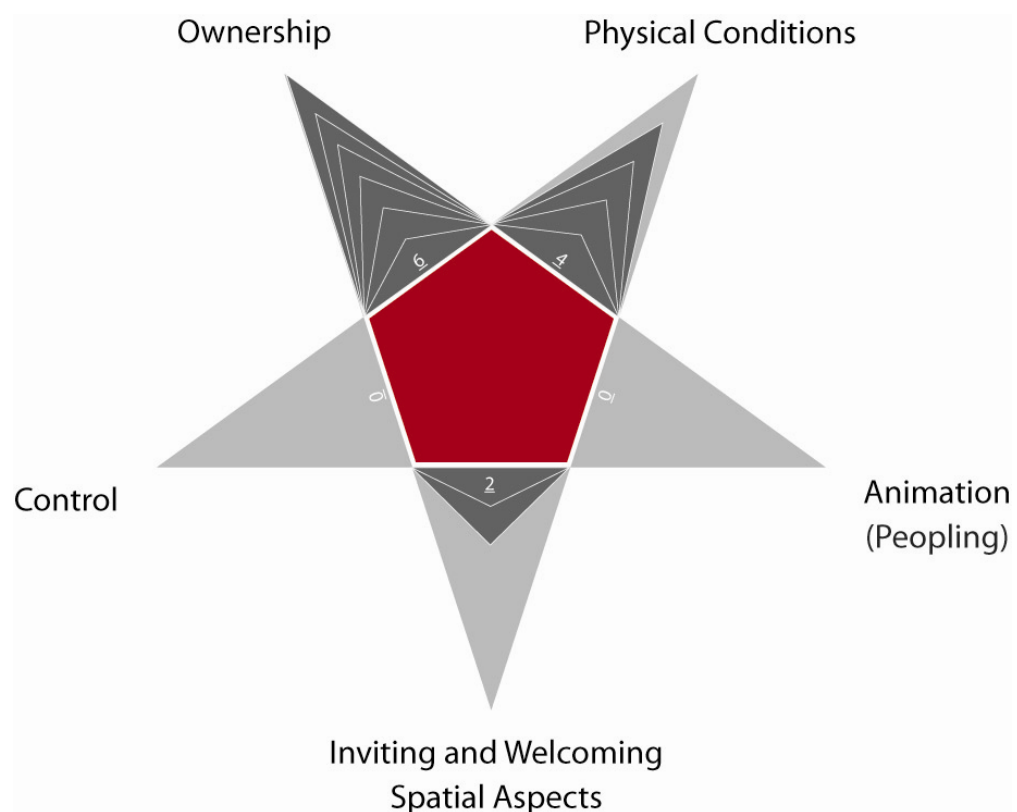 Ownership
Physical Conditions
6
4
0
0
2
Control
Animation
(Peopling)
Inviting and Welcoming
Spatial Aspects